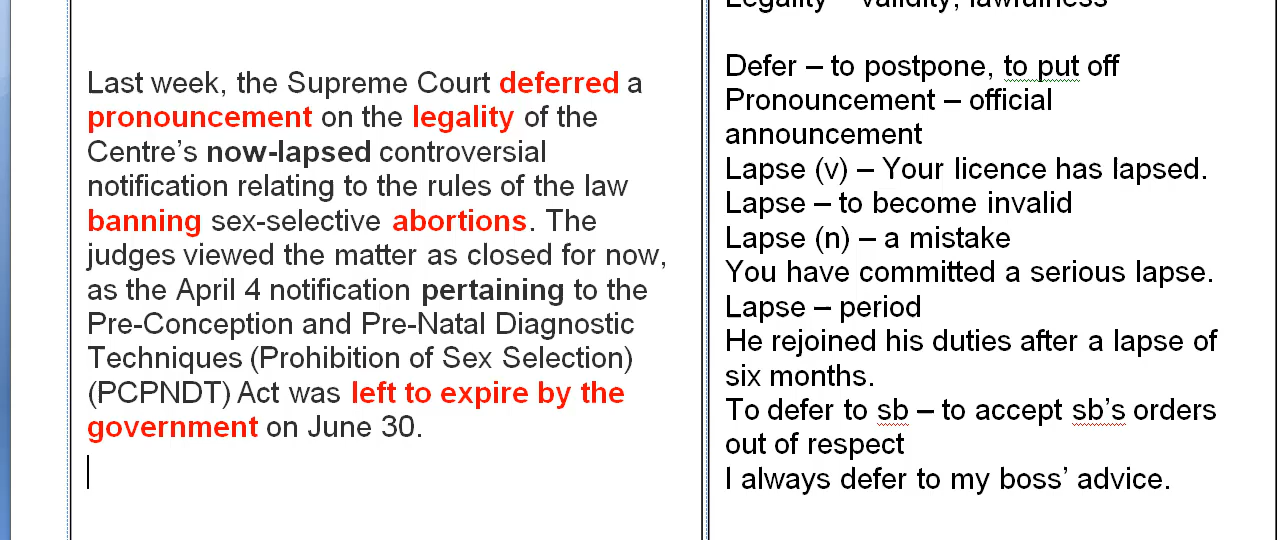 Last week, the Supreme Court deferred a
pronouncement on the legality of the
Centre’s now-lapsed controversial
notification relating to the rules of the law
banning sex-selective abortions. The
judges viewed the matter as closed for now,
as the April 4 notification pertaining to the
Pre-Conception and Pre-Natal Diagnostic
Techniques (Prohibition of Sex Selection)
(PCPNDT) Act was left to expire by the
government on June 30.
Legality – validity, lawfulness
Defer – to postpone, to put off
Pronouncement – official
announcement
Lapse (v) – Your licence has lapsed.
Lapse – to become invalid
Lapse (n) – a mistake
You have committed a serious lapse.
Lapse – period
He rejoined his duties after a lapse of
six months.
To defer to sb – to accept sb’s orders
out of respect
I always defer to my boss’ advice.